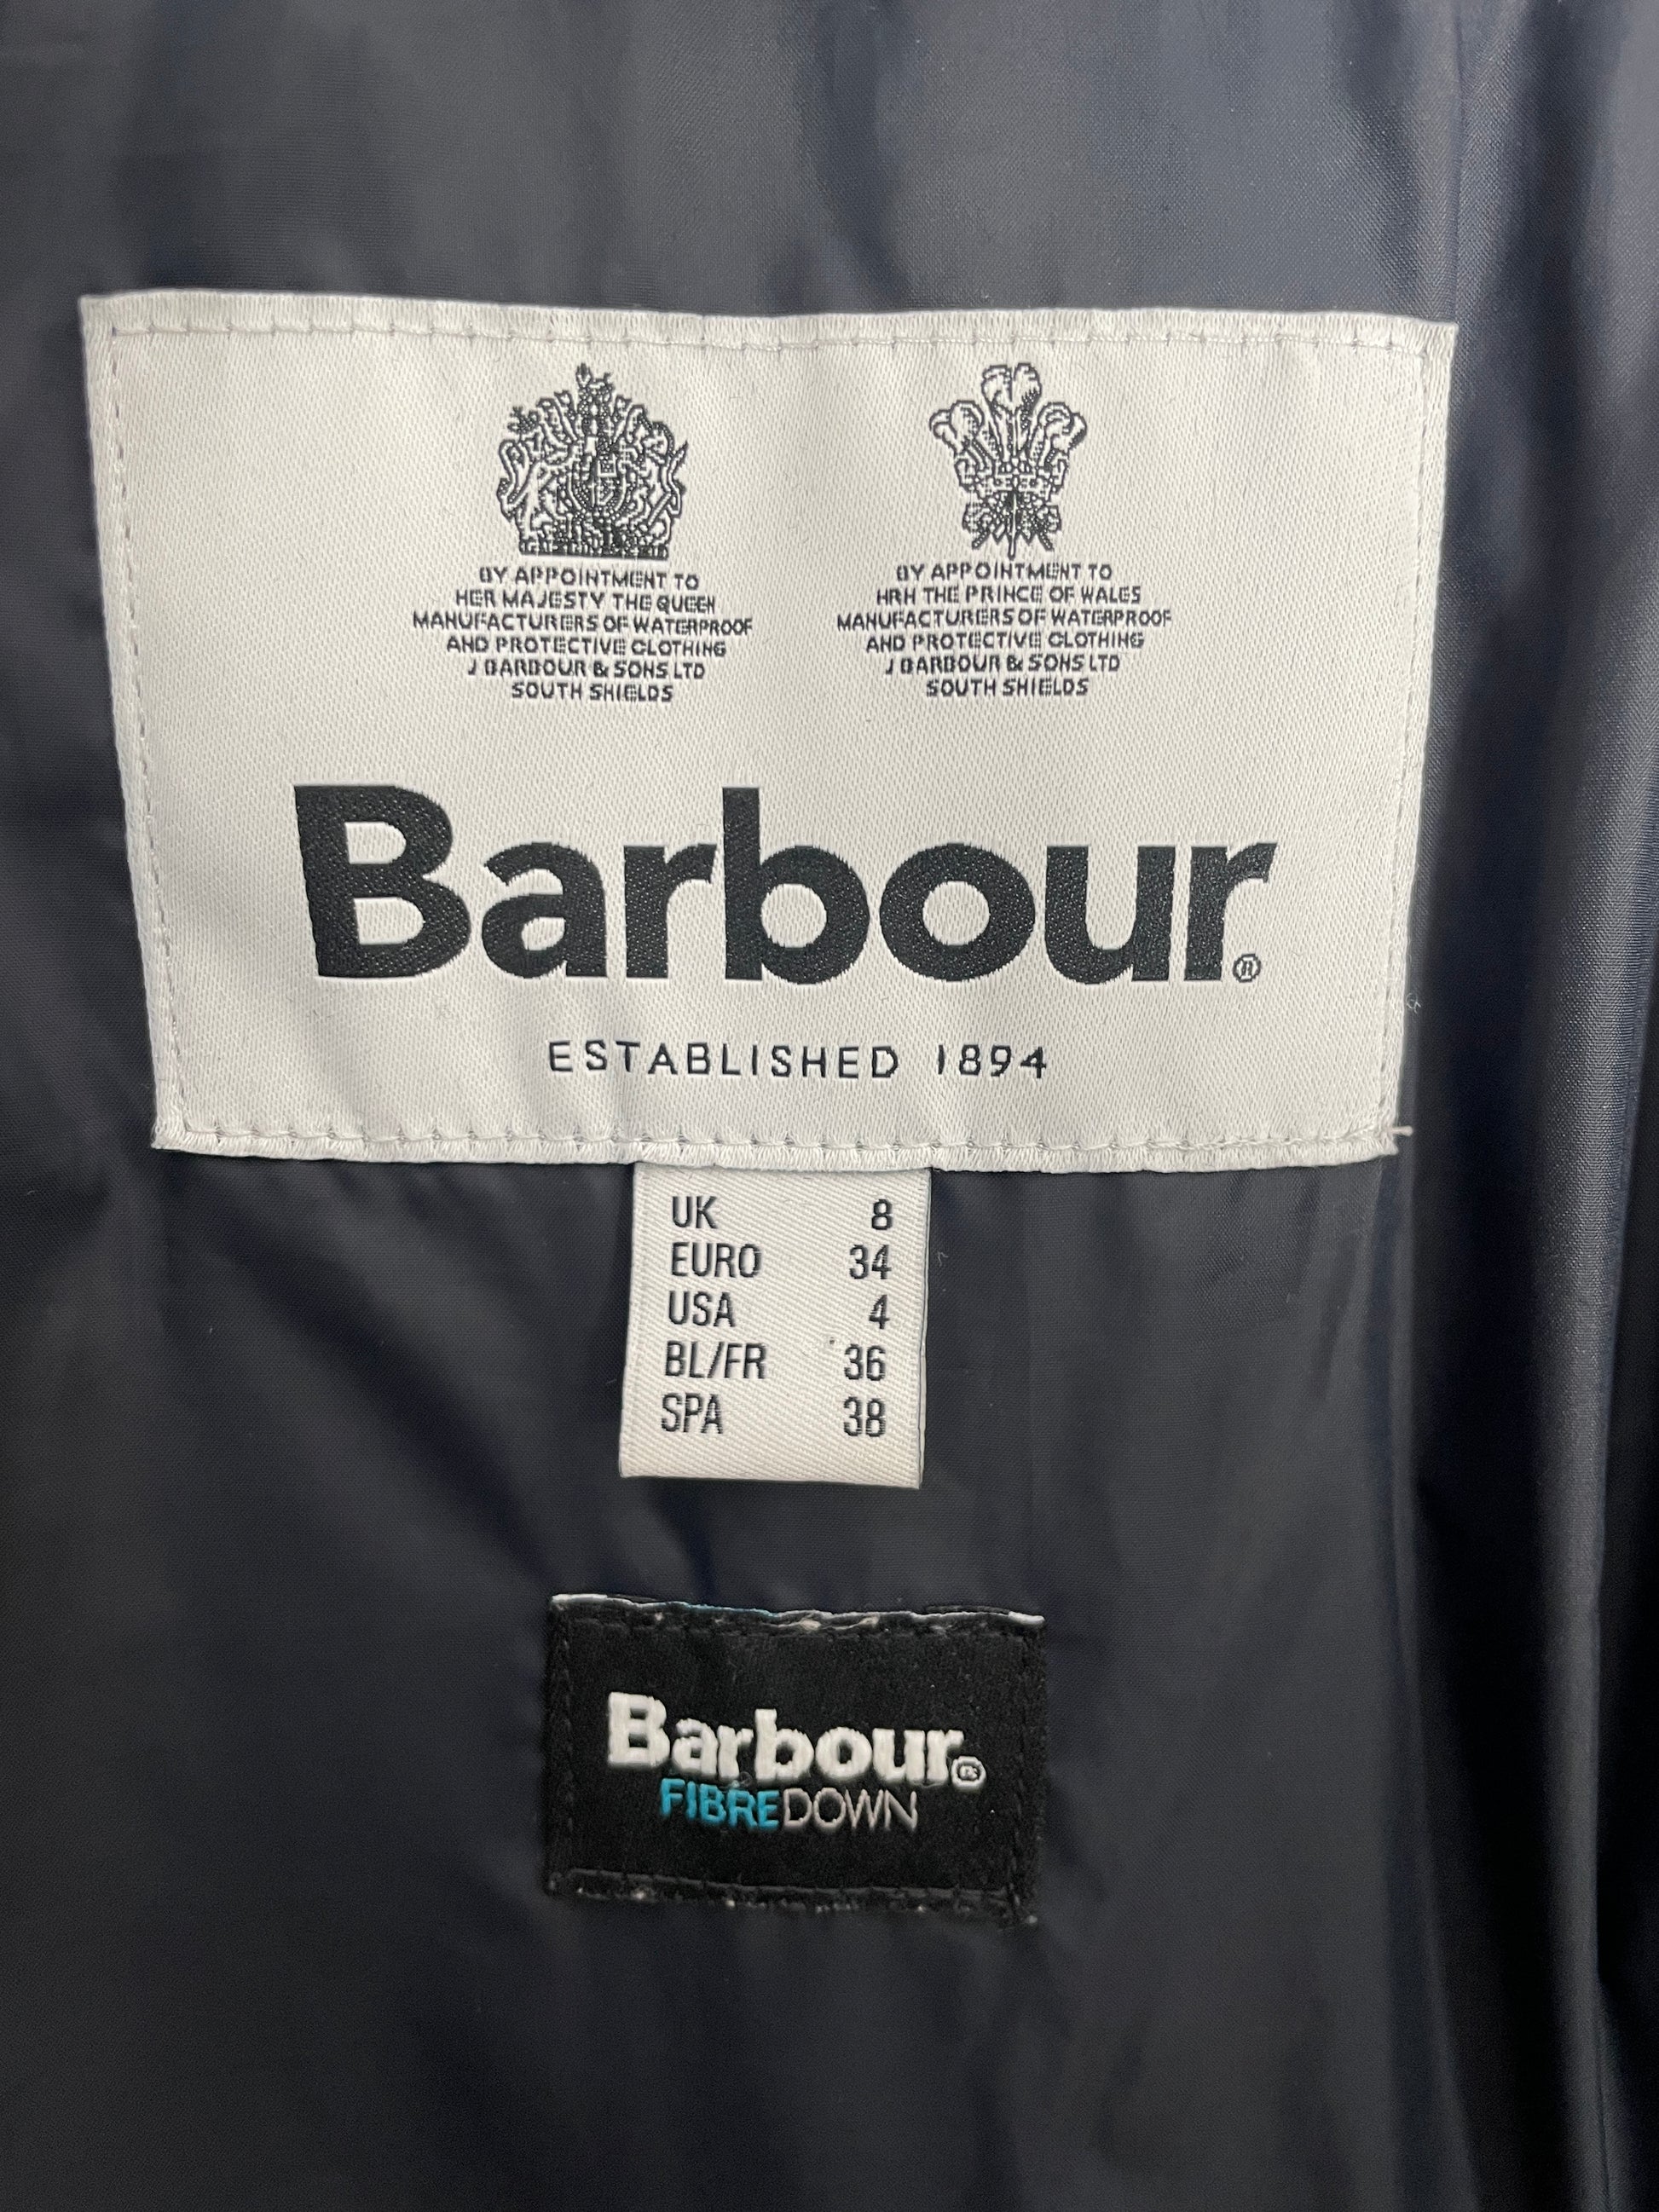 BY APPOINTMENT TO
HER MAJESTY THE QUEEN
MANUFACTURERS OF WATERPROOF
AND PROTECTIVE CLOTHING
J BARBOUR & SONS LTD
SOUTH SHIELDS
BY APPOINTMENT TO
HRH THE PRINCE OF WALES
MANUFACTURERS OF WATERPROOF
AND PROTECTIVE CLOTHING
J BARBOUR & SONS LTD
SOUTH SHIELDS
Barbour®
ESTABLISHED 1894
UK 8
EURO 34
USA 4
BL/FR 36
SPA 38
Barbour®
FIBREDOWN